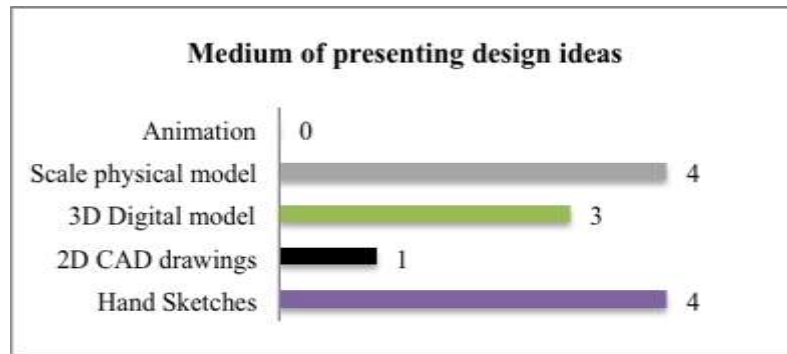 Medium of presenting design ideas
Animation 0
Scale physical model 4
3D Digital model 3
2D CAD drawings 1
Hand Sketches 4